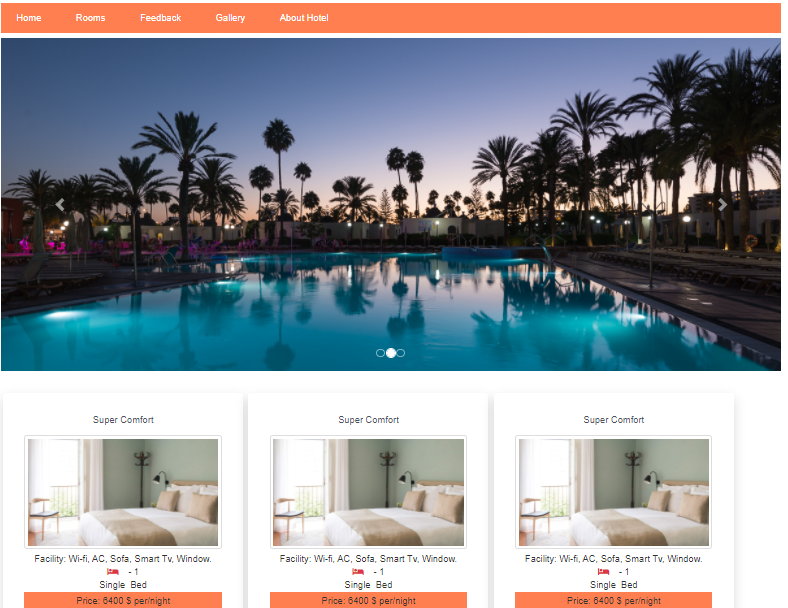 Home Rooms Feedback Gallery About Hotel
Super Comfort Super Comfort Super Comfort
Facility: Wi-fi, AC, Sofa, Smart Tv, Window. Facility: Wi-fi, AC, Sofa, Smart Tv, Window. Facility: Wi-fi, AC, Sofa, Smart Tv, Window.
- 1 - 1 - 1
Single Bed Single Bed Single Bed
Price: 6400 $ per/night Price: 6400 $ per/night Price: 6400 $ per/night